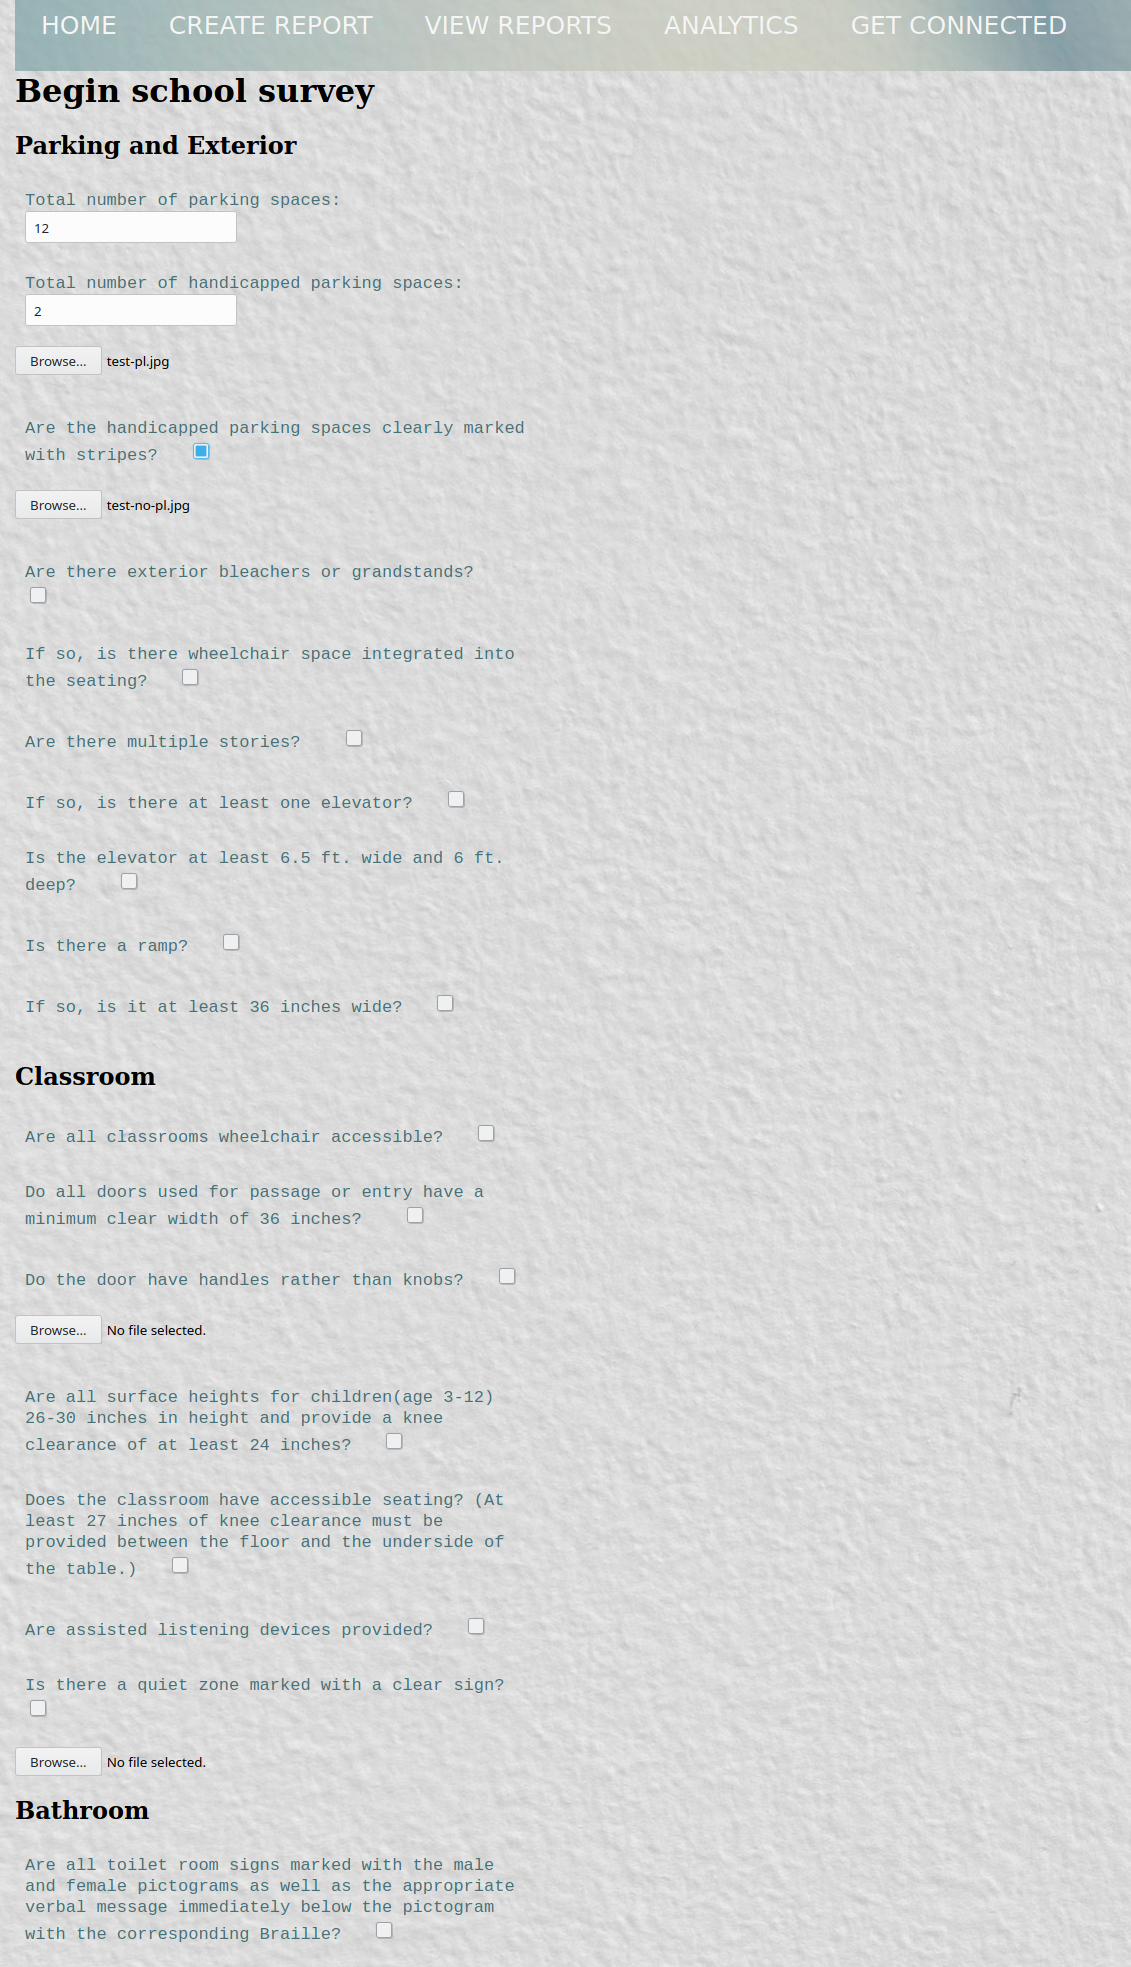 HOME CREATE REPORT VIEW REPORTS ANALYTICS GET CONNECTED
Begin school survey
Parking and Exterior
Total number of parking spaces:
12
Total number of handicapped parking spaces:
2
Browse... test-pl.jpg
Are the handicapped parking spaces clearly marked
with stripes?
Browse... test-no-pl.jpg
Are there exterior bleachers or grandstands?
If so, is there wheelchair space integrated into
the seating?
Are there multiple stories?
If so, is there at least one elevator?
Is the elevator at least 6.5 ft. wide and 6 ft.
deep?
Is there a ramp?
If so, is it at least 36 inches wide?
Classroom
Are all classrooms wheelchair accessible?
Do all doors used for passage or entry have a
minimum clear width of 36 inches?
Do the door have handles rather than knobs?
Browse... No file selected.
Are all surface heights for children(age 3-12)
26-30 inches in height and provide a knee
clearance of at least 24 inches?
Does the classroom have accessible seating? (At
least 27 inches of knee clearance must be
provided between the floor and the underside of
the table.)
Are assisted listening devices provided?
Is there a quiet zone marked with a clear sign?
Browse... No file selected.
Bathroom
Are all toilet room signs marked with the male
and female pictograms as well as the appropriate
verbal message immediately below the pictogram
with the corresponding Braille?